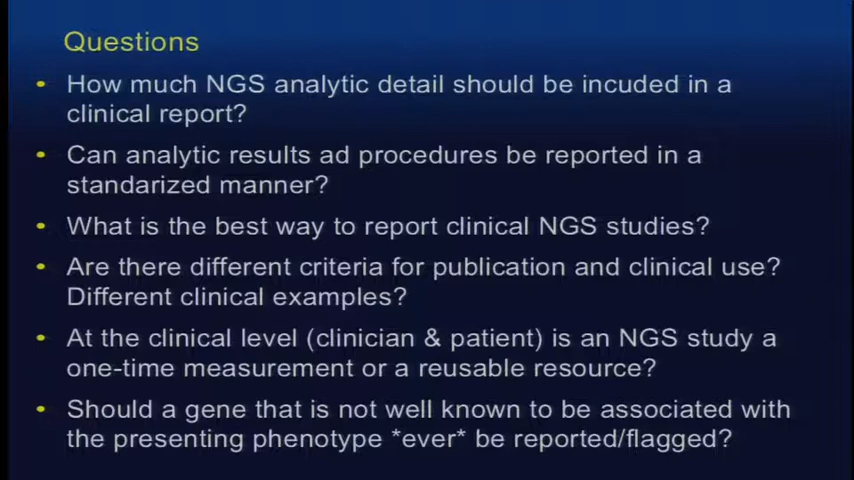 Questions
• How much NGS analytic detail should be incuded in a
clinical report?
• Can analytic results ad procedures be reported in a
standarized manner?
• What is the best way to report clinical NGS studies?
• Are there different criteria for publication and clinical use?
Different clinical examples?
• At the clinical level (clinician & patient) is an NGS study a
one-time measurement or a reusable resource?
• Should a gene that is not well known to be associated with
the presenting phenotype *ever* be reported/flagged?